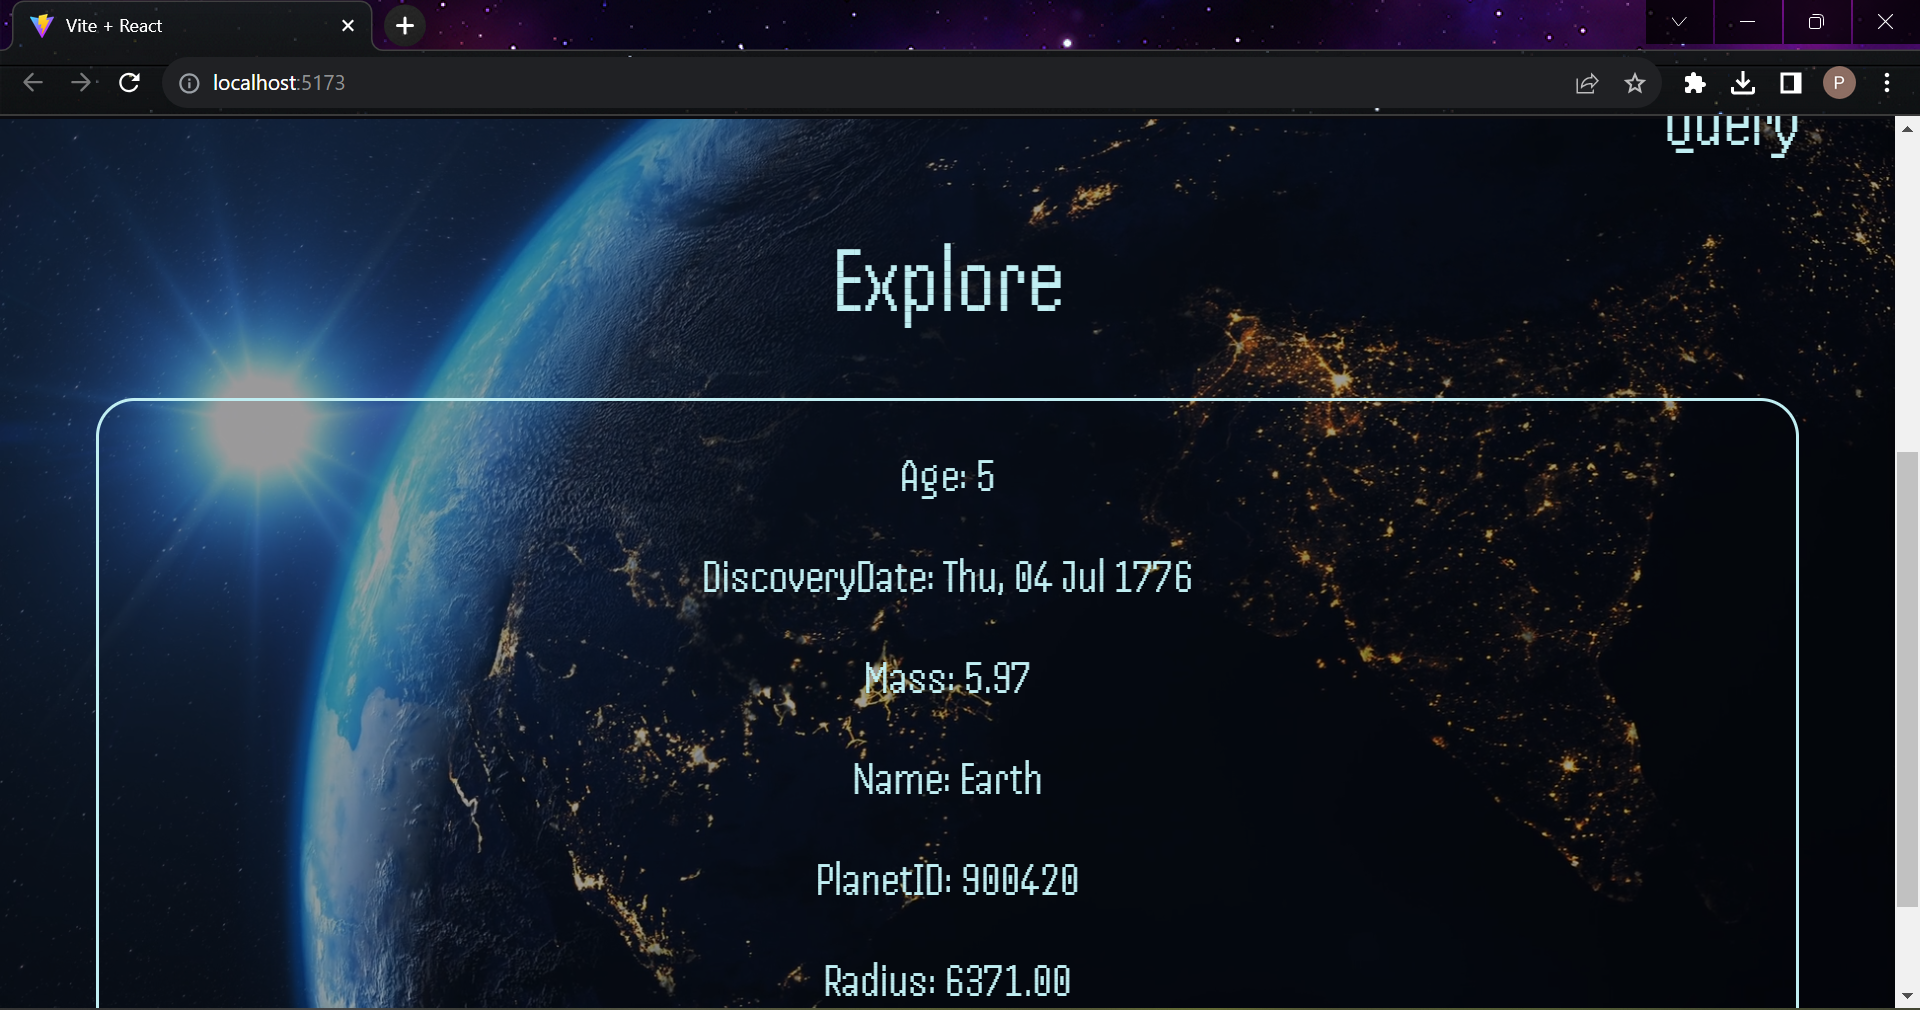 Vite + React
localhost:5173
P
Query
Explore
Age: 5
DiscoveryDate: Thu, 04 Jul 1776
Mass: 5.97
Name: Earth
PlanetID: 900420
Radius: 6371.00